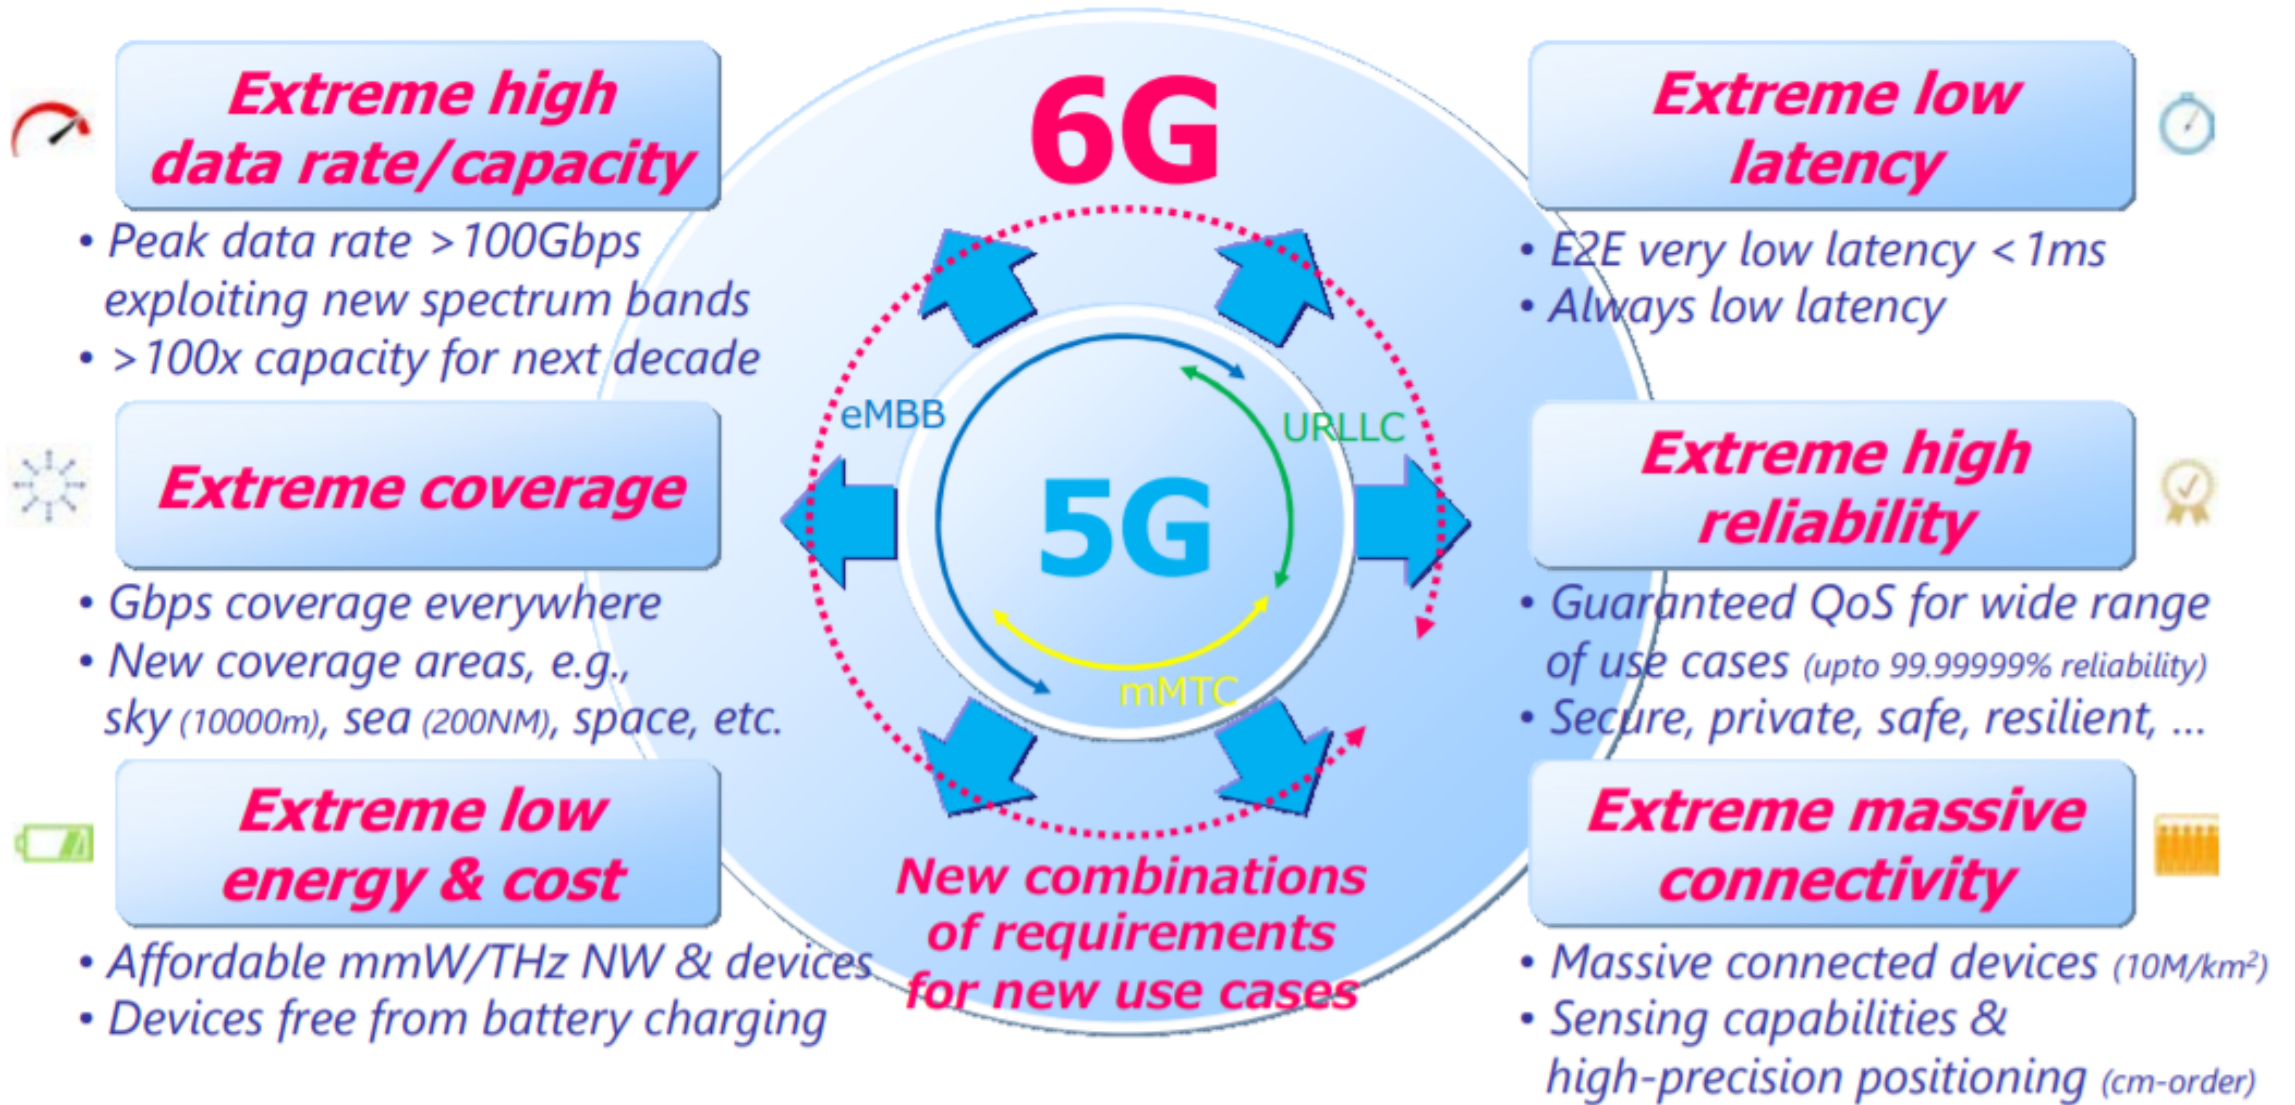 Extreme high
data rate/capacity
• Peak data rate >100Gbps
exploiting new spectrum bands
• >100x capacity for next decade
Extreme coverage
• Gbps coverage everywhere
• New coverage areas, e.g.,
sky (10000m), sea (200NM), space, etc.
Extreme low
energy & cost
• Affordable mmW/THz NW & devices
• Devices free from battery charging
6G
eMBB
URLLC
5G
mMTC
New combinations
of requirements
for new use cases
Extreme low
latency
• E2E very low latency <1ms
• Always low latency
Extreme high
reliability
• Guaranteed QoS for wide range
of use cases (upto 99.99999% reliability)
• Secure, private, safe, resilient, ...
Extreme massive
connectivity
• Massive connected devices (10M/km²)
• Sensing capabilities &
high-precision positioning (cm-order)